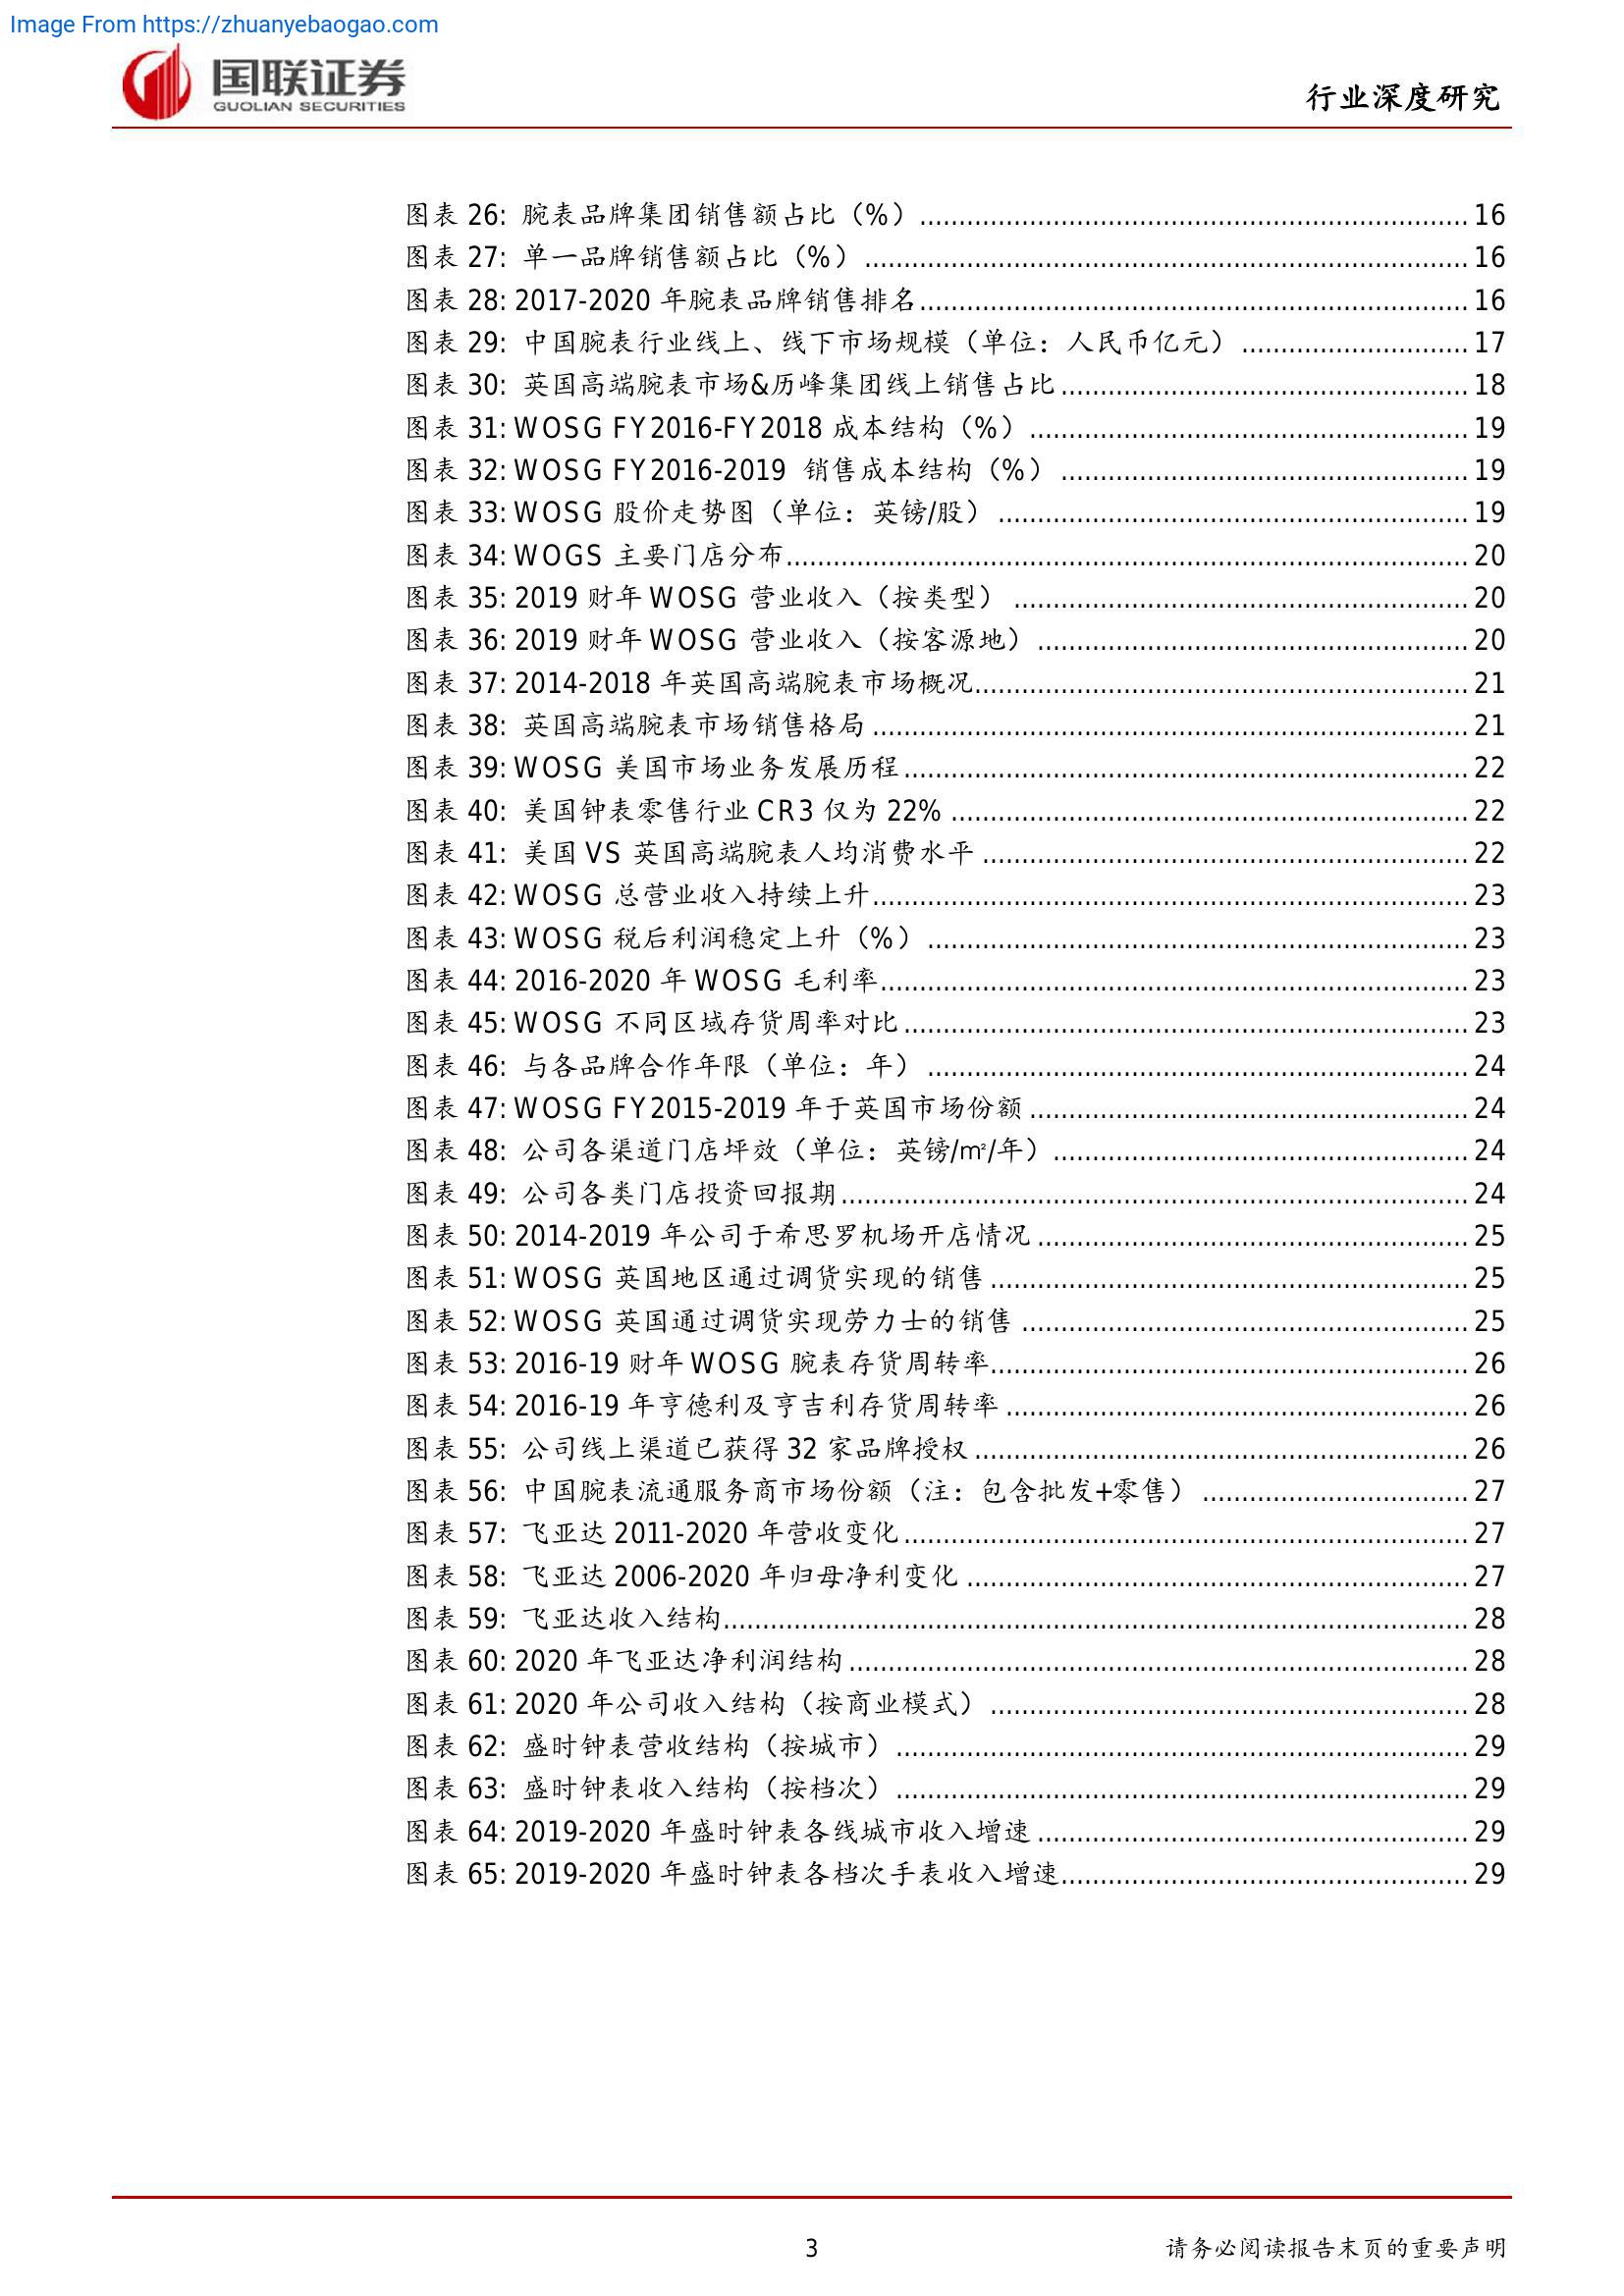 Image From https://zhuanyebaogao.com
国联证券
GUOLIAN SECURITIES
行业深度研究
图表 26: 腕表品牌集团销售额占比（%）........ 16
图表 27: 单一品牌销售额占比（%）........ 16
图表 28: 2017-2020 年腕表品牌销售排名........ 16
图表 29: 中国腕表行业线上、线下市场规模（单位：人民币亿元）........ 17
图表 30: 英国高端腕表市场&历峰集团线上销售占比........ 18
图表 31: WOSG FY2016-FY2018 成本结构（%）........ 19
图表 32: WOSG FY2016-2019 销售成本结构（%）........ 19
图表 33: WOSG 股价走势图（单位：英镑/股）........ 19
图表 34: WOGS 主要门店分布........ 20
图表 35: 2019 财年 WOSG 营业收入（按类型）........ 20
图表 36: 2019 财年 WOSG 营业收入（按客源地）........ 20
图表 37: 2014-2018 年英国高端腕表市场概况........ 21
图表 38: 英国高端腕表市场销售格局........ 21
图表 39: WOSG 美国市场业务发展历程........ 22
图表 40: 美国钟表零售行业 CR3 仅为 22%........ 22
图表 41: 美国 VS 英国高端腕表人均消费水平........ 22
图表 42: WOSG 总营业收入持续上升........ 23
图表 43: WOSG 税后利润稳定上升（%）........ 23
图表 44: 2016-2020 年 WOSG 毛利率........ 23
图表 45: WOSG 不同区域存货周率对比........ 23
图表 46: 与各品牌合作年限（单位：年）........ 24
图表 47: WOSG FY2015-2019 年于英国市场份额........ 24
图表 48: 公司各渠道门店坪效（单位：英镑/㎡/年）........ 24
图表 49: 公司各类门店投资回报期........ 24
图表 50: 2014-2019 年公司于希思罗机场开店情况........ 25
图表 51: WOSG 英国地区通过调货实现的销售........ 25
图表 52: WOSG 英国通过调货实现劳力士的销售........ 25
图表 53: 2016-19 财年 WOSG 腕表存货周转率........ 26
图表 54: 2016-19 年亨德利及亨吉利存货周转率........ 26
图表 55: 公司线上渠道已获得 32 家品牌授权........ 26
图表 56: 中国腕表流通服务商市场份额（注：包含批发+零售）........ 27
图表 57: 飞亚达 2011-2020 年营收变化........ 27
图表 58: 飞亚达 2006-2020 年归母净利变化........ 27
图表 59: 飞亚达收入结构........ 28
图表 60: 2020 年飞亚达净利润结构........ 28
图表 61: 2020 年公司收入结构（按商业模式）........ 28
图表 62: 盛时钟表营收结构（按城市）........ 29
图表 63: 盛时钟表收入结构（按档次）........ 29
图表 64: 2019-2020 年盛时钟表各线城市收入增速........ 29
图表 65: 2019-2020 年盛时钟表各档次手表收入增速........ 29
3
请务必阅读报告末页的重要声明